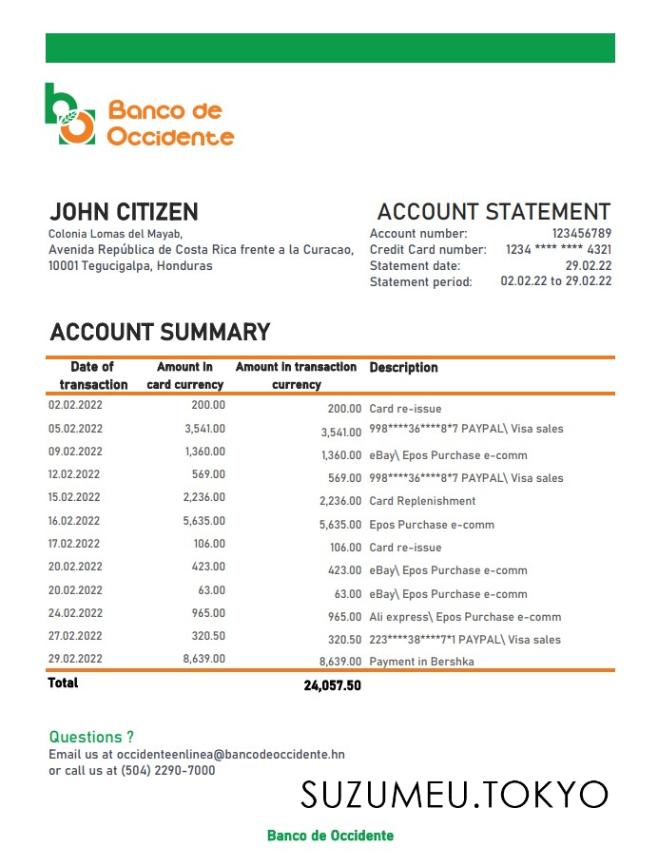 Banco de
Occidente
JOHN CITIZEN
Colonia Lomas del Mayab,
Avenida República de Costa Rica frente a la Curacao,
10001 Tegucigalpa, Honduras
ACCOUNT STATEMENT
Account number: 123456789
Credit Card number: 1234 **** **** 4321
Statement date: 29.02.22
Statement period: 02.02.22 to 29.02.22
ACCOUNT SUMMARY
Date of transaction Amount in card currency Amount in transaction currency Description
02.02.2022 200.00 200.00 Card re-issue
05.02.2022 3,541.00 3,541.00 998****36****8*7 PAYPAL\ Visa sales
09.02.2022 1,360.00 1,360.00 eBay\ Epos Purchase e-comm
12.02.2022 569.00 569.00 998****36****8*7 PAYPAL\ Visa sales
15.02.2022 2,236.00 2,236.00 Card Replenishment
16.02.2022 5,635.00 5,635.00 Epos Purchase e-comm
17.02.2022 106.00 106.00 Card re-issue
20.02.2022 423.00 423.00 eBay\ Epos Purchase e-comm
20.02.2022 63.00 63.00 eBay\ Epos Purchase e-comm
24.02.2022 965.00 965.00 Ali express\ Epos Purchase e-comm
27.02.2022 320.50 320.50 223****38****7*1 PAYPAL\ Visa sales
29.02.2022 8,639.00 8,639.00 Payment in Bershka
Total 24,057.50
Questions ?
Email us at occidenteenlinea@bancodeoccidente.hn
or call us at (504) 2290-7000
SUZUMEU.TOKYO
Banco de Occidente